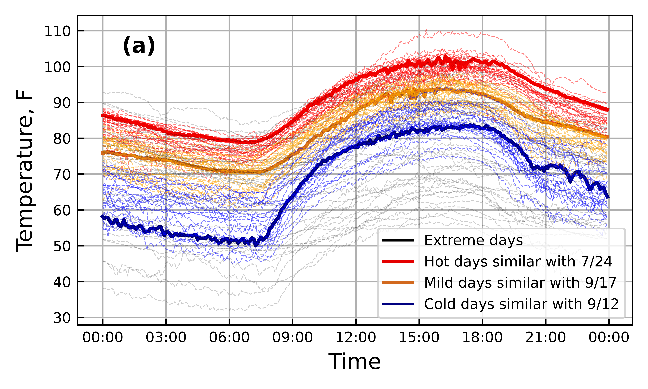 (a)
Temperature, F
110
100
90
80
70
60
50
40
30
Extreme days
Hot days similar with 7/24
Mild days similar with 9/17
Cold days similar with 9/12
00:00 03:00 06:00 09:00 12:00 15:00 18:00 21:00 00:00
Time